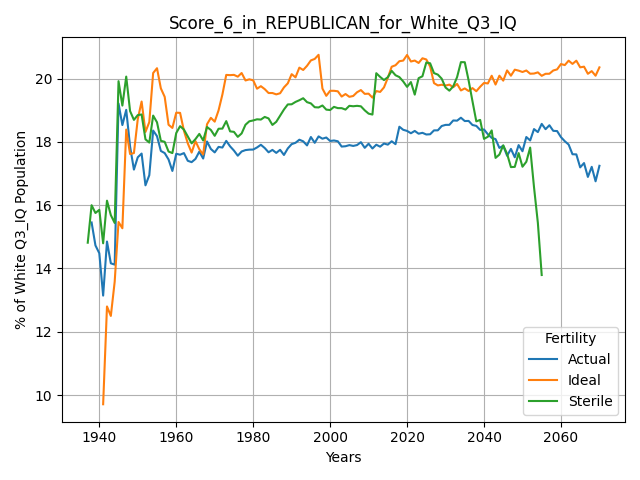 Score_6_in_REPUBLICAN_for_White_Q3_IQ
% of White Q3_IQ Population
20
18
16
14
12
10
1940
1960
1980
2000
2020
2040
2060
Years
Fertility
Actual
Ideal
Sterile